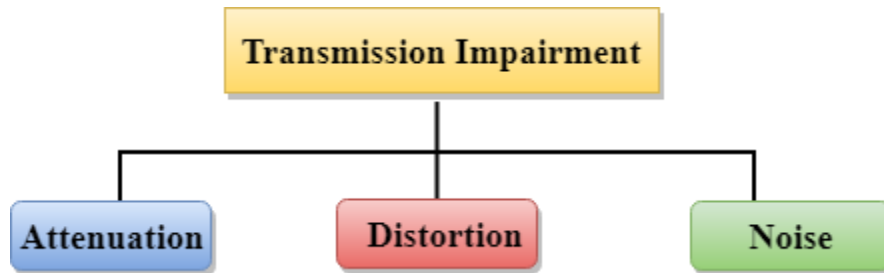 Transmission Impairment
Attenuation
Distortion
Noise